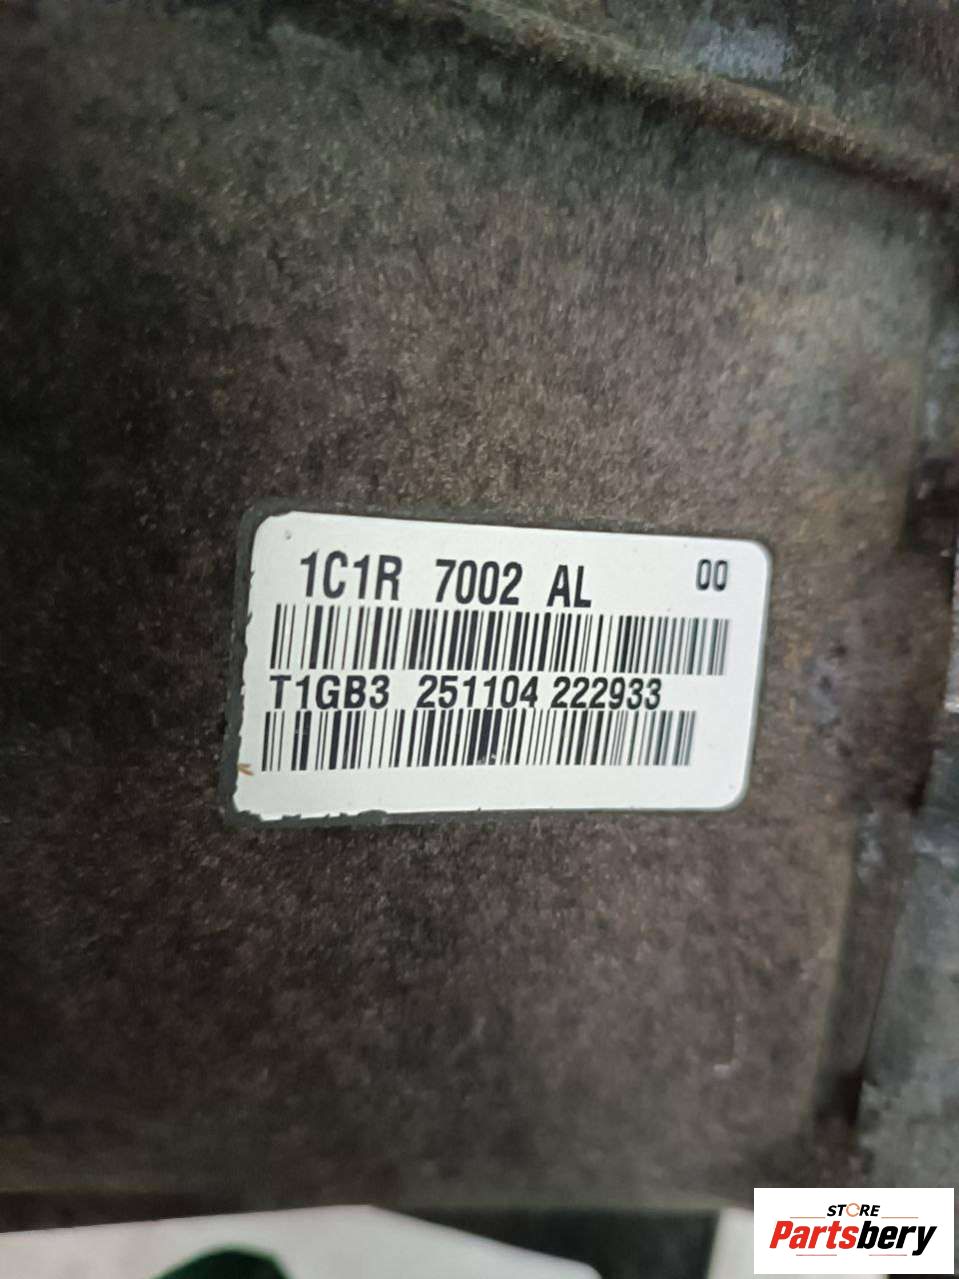 1C1R 7002 AL 00
T1GB3 251104 222933
STORE
Partsbery